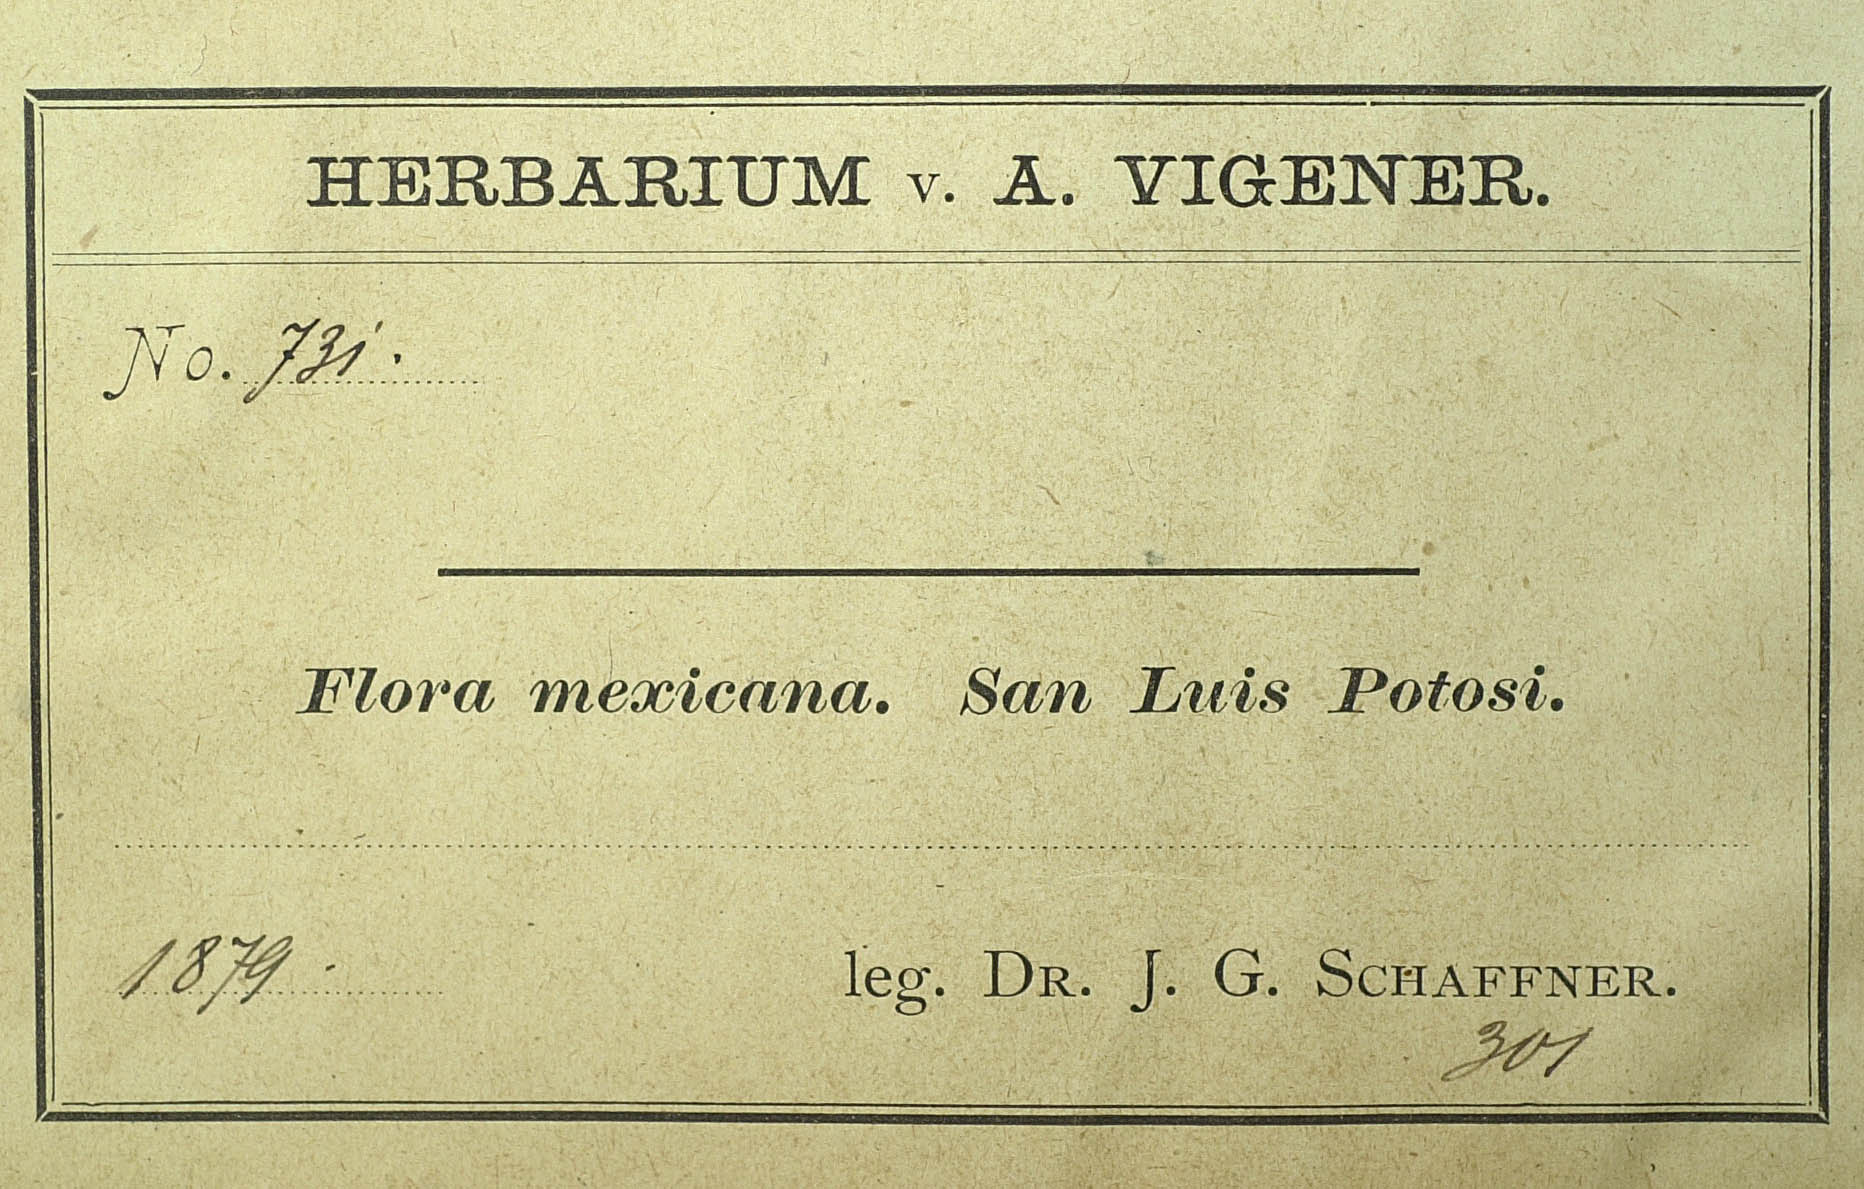 HERBARIUM v. A. VIGENER.
No. 731.
Flora mexicana. San Luis Potosi.
1879.
leg. DR. J. G. SCHAFFNER.
301